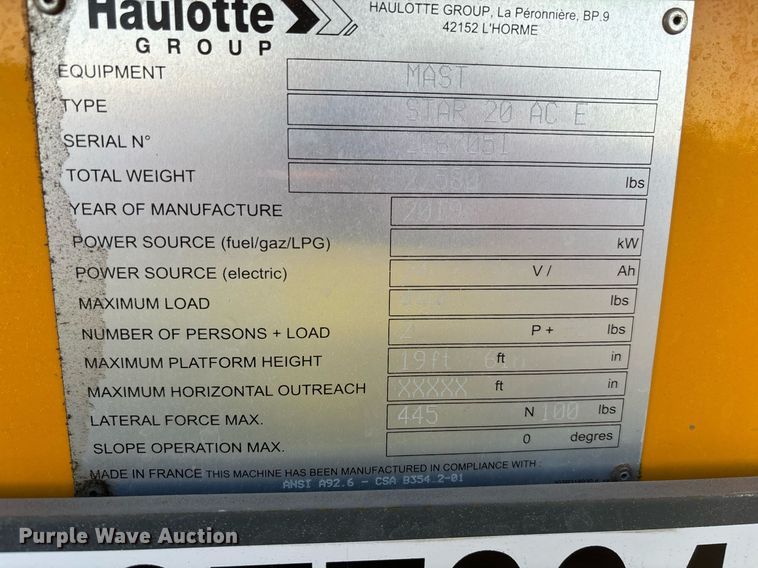 Haulotte
GROUP
HAULOTTE GROUP, La Péronnière, BP.9
42152 L'HORME
EQUIPMENT MAST
TYPE STAR 20 AC E
SERIAL N°
TOTAL WEIGHT lbs
YEAR OF MANUFACTURE 2019
POWER SOURCE (fuel/gaz/LPG) kW
POWER SOURCE (electric) V / Ah
MAXIMUM LOAD lbs
NUMBER OF PERSONS + LOAD 2 P + lbs
MAXIMUM PLATFORM HEIGHT 19ft ft in
MAXIMUM HORIZONTAL OUTREACH XXXXX ft in
LATERAL FORCE MAX. 445 N 100 lbs
SLOPE OPERATION MAX. 0 degres
MADE IN FRANCE THIS MACHINE HAS BEEN MANUFACTURED IN COMPLIANCE WITH :
ANSI A92.6 - CSA B354.2-01
Purple Wave Auction